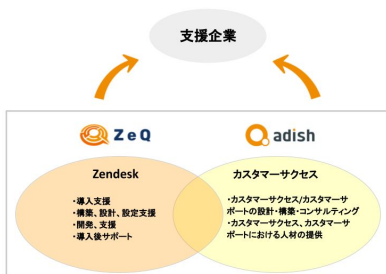 支援企業
ZeQ
adish
Zendesk
・導入支援
・構築、設計、設定支援
・開発、支援
・導入後サポート
カスタマーサクセス
・カスタマーサクセス/カスタマーサ
ポートの設計・構築・コンサルティング
・カスタマーサクセス、カスタマーサ
ポートにおける人材の提供